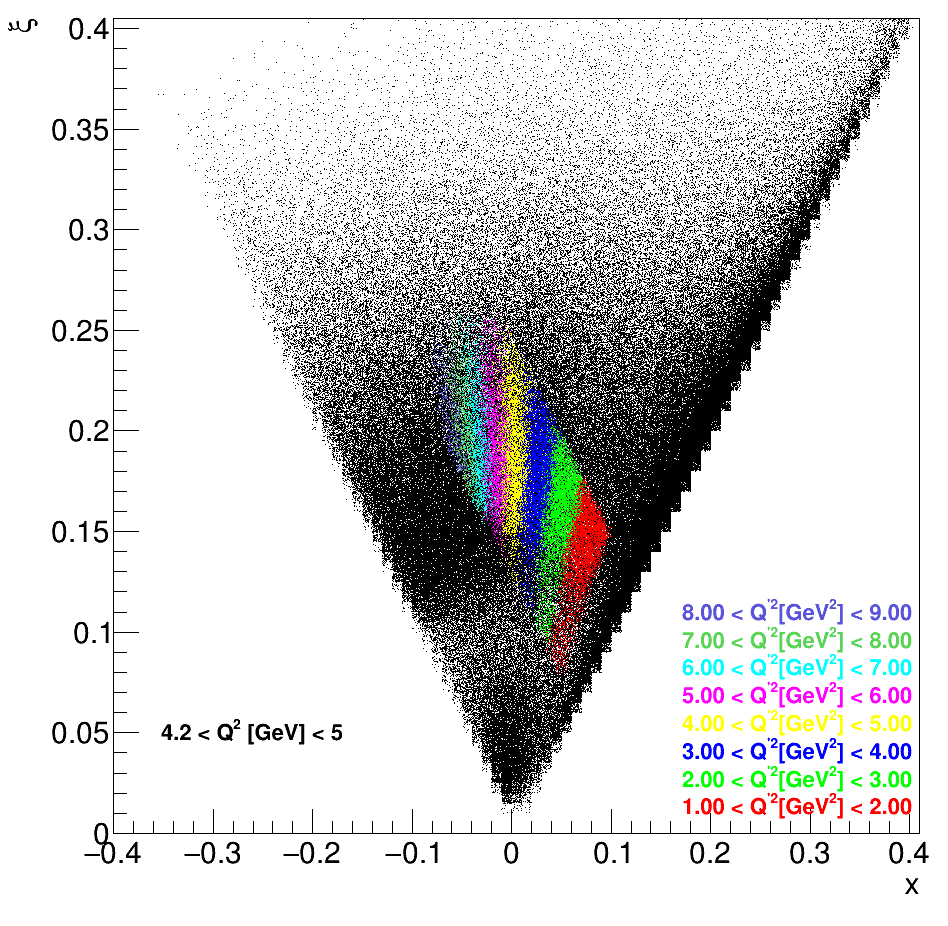 ξ
0.4
0.35
0.3
0.25
0.2
0.15
0.1
0.05
0
8.00 < Q'² [GeV²] < 9.00
7.00 < Q'² [GeV²] < 8.00
6.00 < Q'² [GeV²] < 7.00
5.00 < Q'² [GeV²] < 6.00
4.00 < Q'² [GeV²] < 5.00
3.00 < Q'² [GeV²] < 4.00
2.00 < Q'² [GeV²] < 3.00
1.00 < Q'² [GeV²] < 2.00
4.2 < Q² [GeV] < 5
−0.4 −0.3 −0.2 −0.1 0 0.1 0.2 0.3 0.4
x